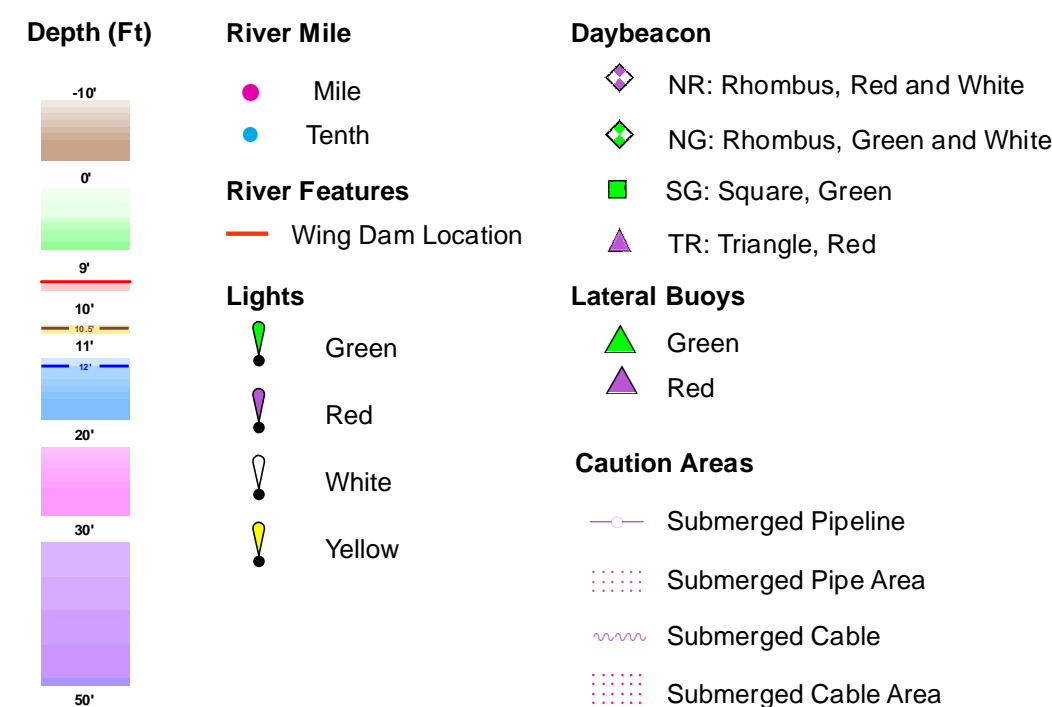 Depth (Ft)
-10'
0'
9'
10'
10.5'
11'
12'
20'
30'
50'
River Mile
Mile
Tenth
River Features
Wing Dam Location
Lights
Green
Red
White
Yellow
Daybeacon
NR: Rhombus, Red and White
NG: Rhombus, Green and White
SG: Square, Green
TR: Triangle, Red
Lateral Buoys
Green
Red
Caution Areas
Submerged Pipeline
Submerged Pipe Area
Submerged Cable
Submerged Cable Area